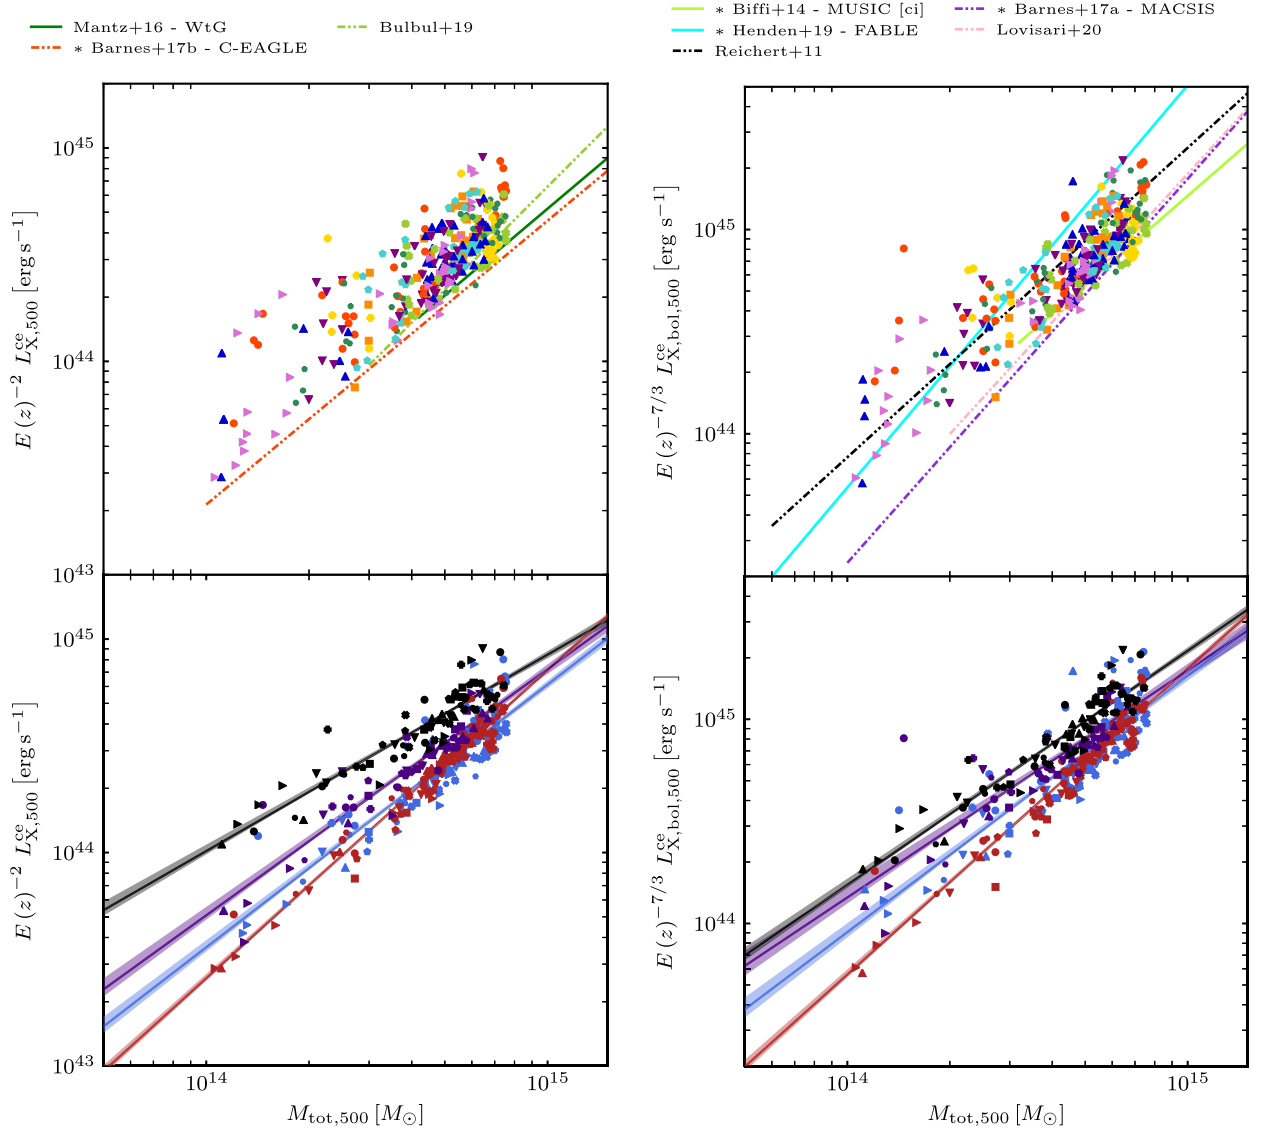 Mantz+16 - WtG
∗ Barnes+17b - C-EAGLE
Bulbul+19
∗ Biffi+14 - MUSIC [ci]
∗ Henden+19 - FABLE
Reichert+11
∗ Barnes+17a - MACSIS
Lovisari+20
10^45
10^44
10^43
E (z)^−2 L^ce_X,500 [erg s^−1]
10^45
10^44
E (z)^−7/3 L^ce_X,bol,500 [erg s^−1]
10^45
10^44
10^43
E (z)^−2 L^ce_X,500 [erg s^−1]
10^14
10^15
M_tot,500 [M_⊙]
10^45
10^44
E (z)^−7/3 L^ce_X,bol,500 [erg s^−1]
10^14
10^15
M_tot,500 [M_⊙]